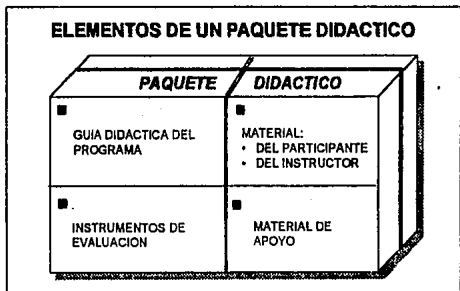 ELEMENTOS DE UN PAQUETE DIDACTICO
PAQUETE DIDACTICO
GUIA DIDACTICA DEL
PROGRAMA
MATERIAL:
• DEL PARTICIPANTE
• DEL INSTRUCTOR
INSTRUMENTOS DE
EVALUACION
MATERIAL DE
APOYO